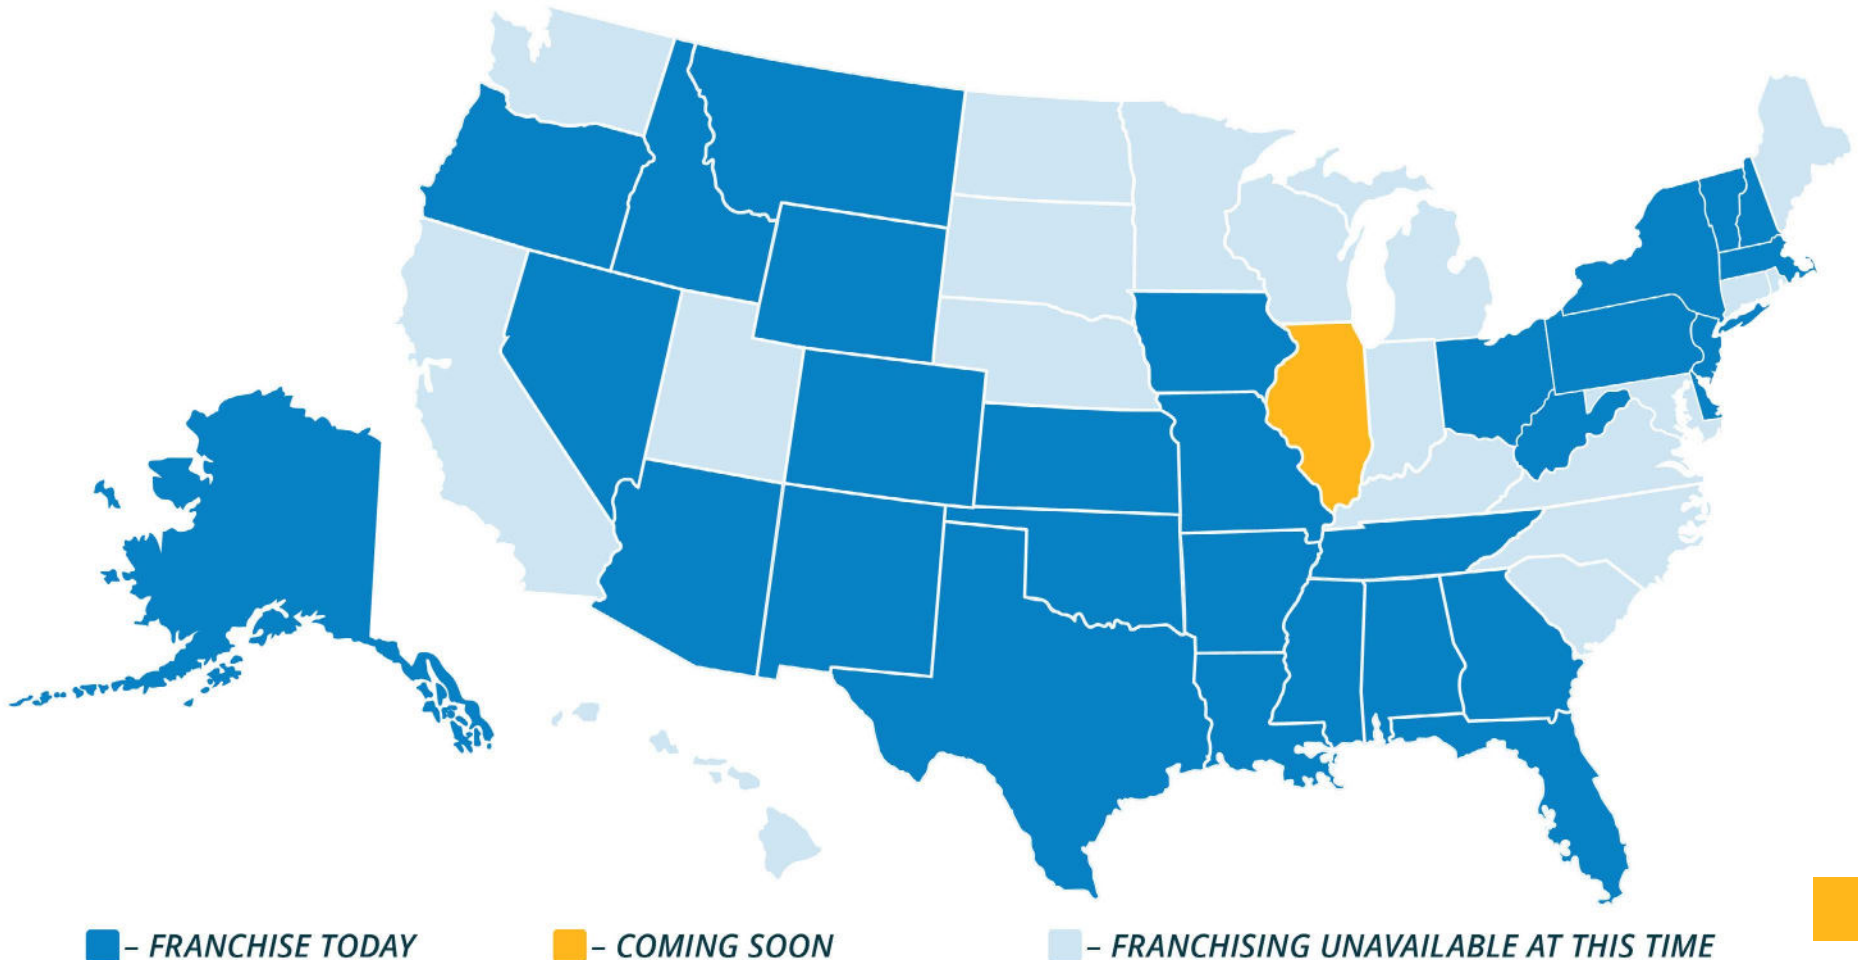 – FRANCHISE TODAY
– COMING SOON
– FRANCHISING UNAVAILABLE AT THIS TIME